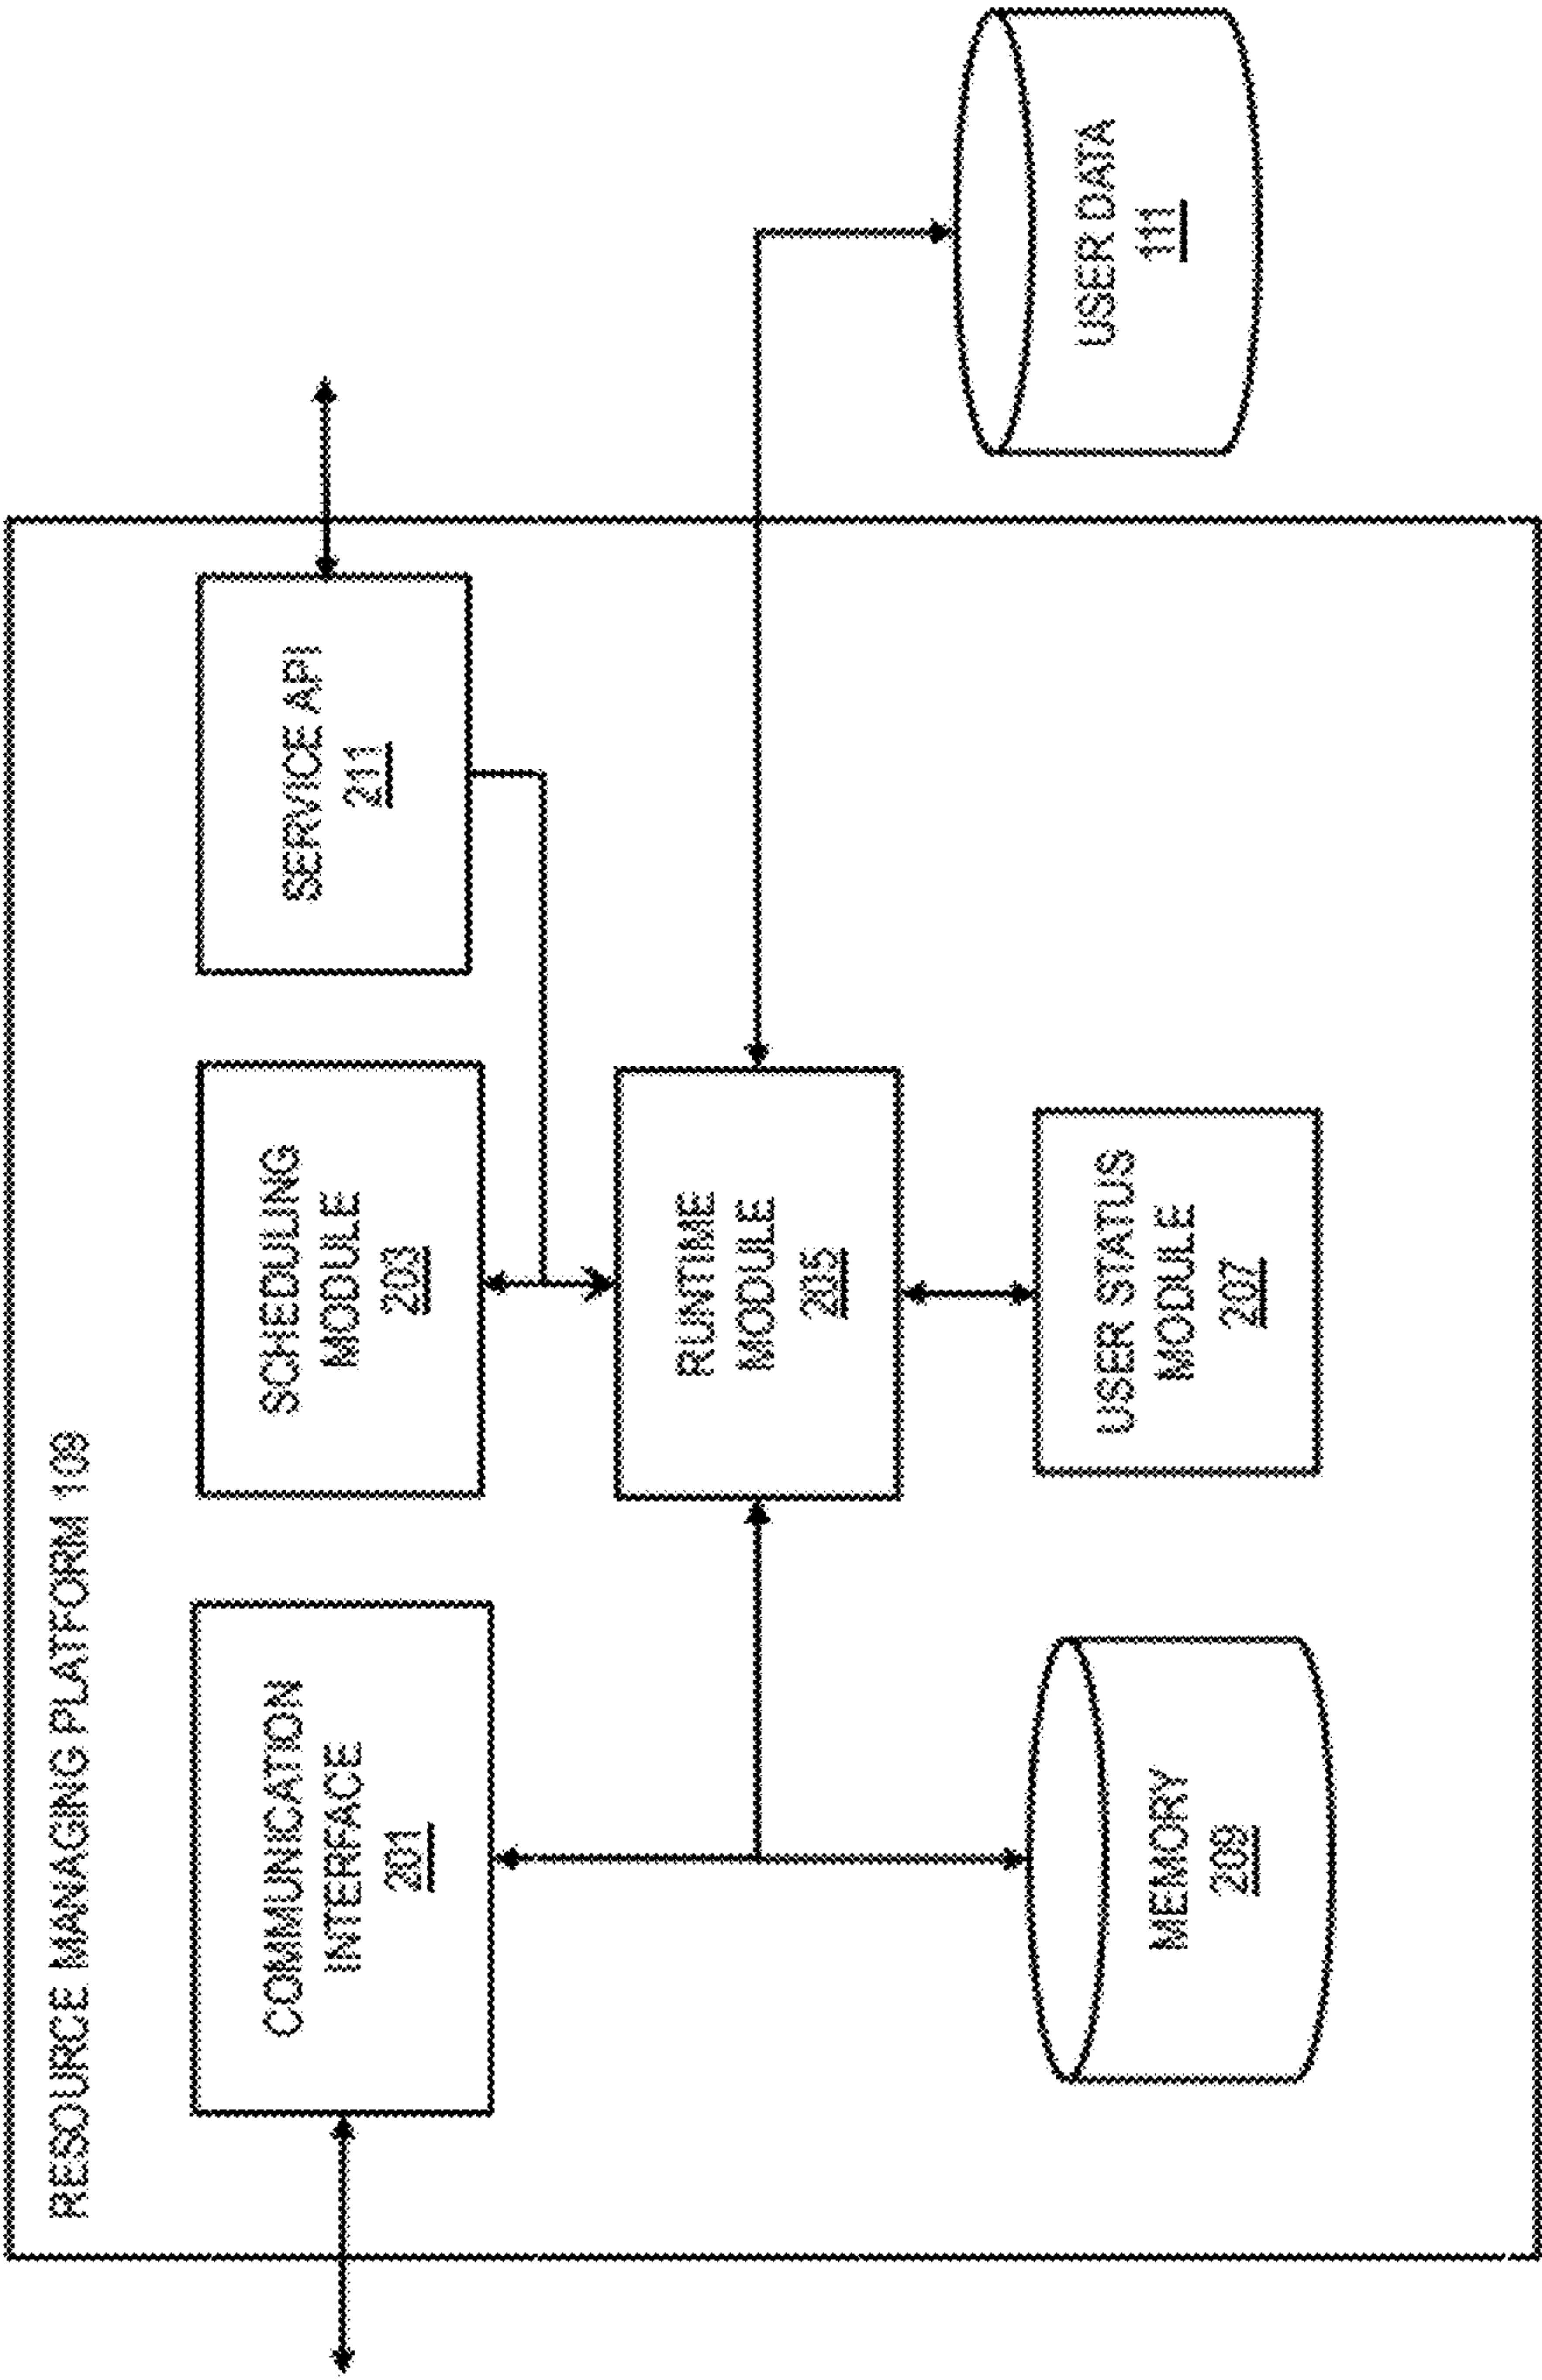 RESOURCE MANAGING PLATFORM 109
COMMUNICATION
INTERFACE
201
SCHEDULING
MODULE
203
SERVICE API
211
RUNTIME
MODULE
205
MEMORY
209
USER STATUS
MODULE
207
USER DATA
111